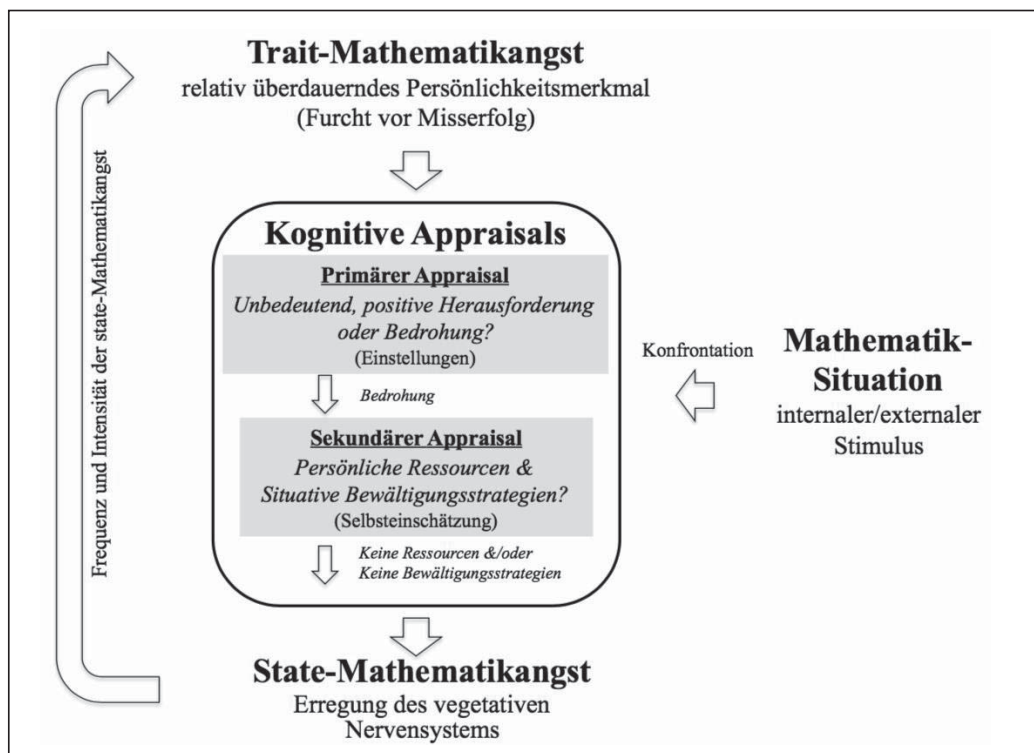 Trait-Mathematikangst
relativ überdauerndes Persönlichkeitsmerkmal
(Furcht vor Misserfolg)
Frequenz und Intensität der state-Mathematikangst
Kognitive Appraisals
Primärer Appraisal
Unbedeutend, positive Herausforderung
oder Bedrohung?
(Einstellungen)
Bedrohung
Sekundärer Appraisal
Persönliche Ressourcen &
Situative Bewältigungsstrategien?
(Selbsteinschätzung)
Keine Ressourcen &/oder
Keine Bewältigungsstrategien
Konfrontation
Mathematik-
Situation
internaler/externaler
Stimulus
State-Mathematikangst
Erregung des vegetativen
Nervensystems